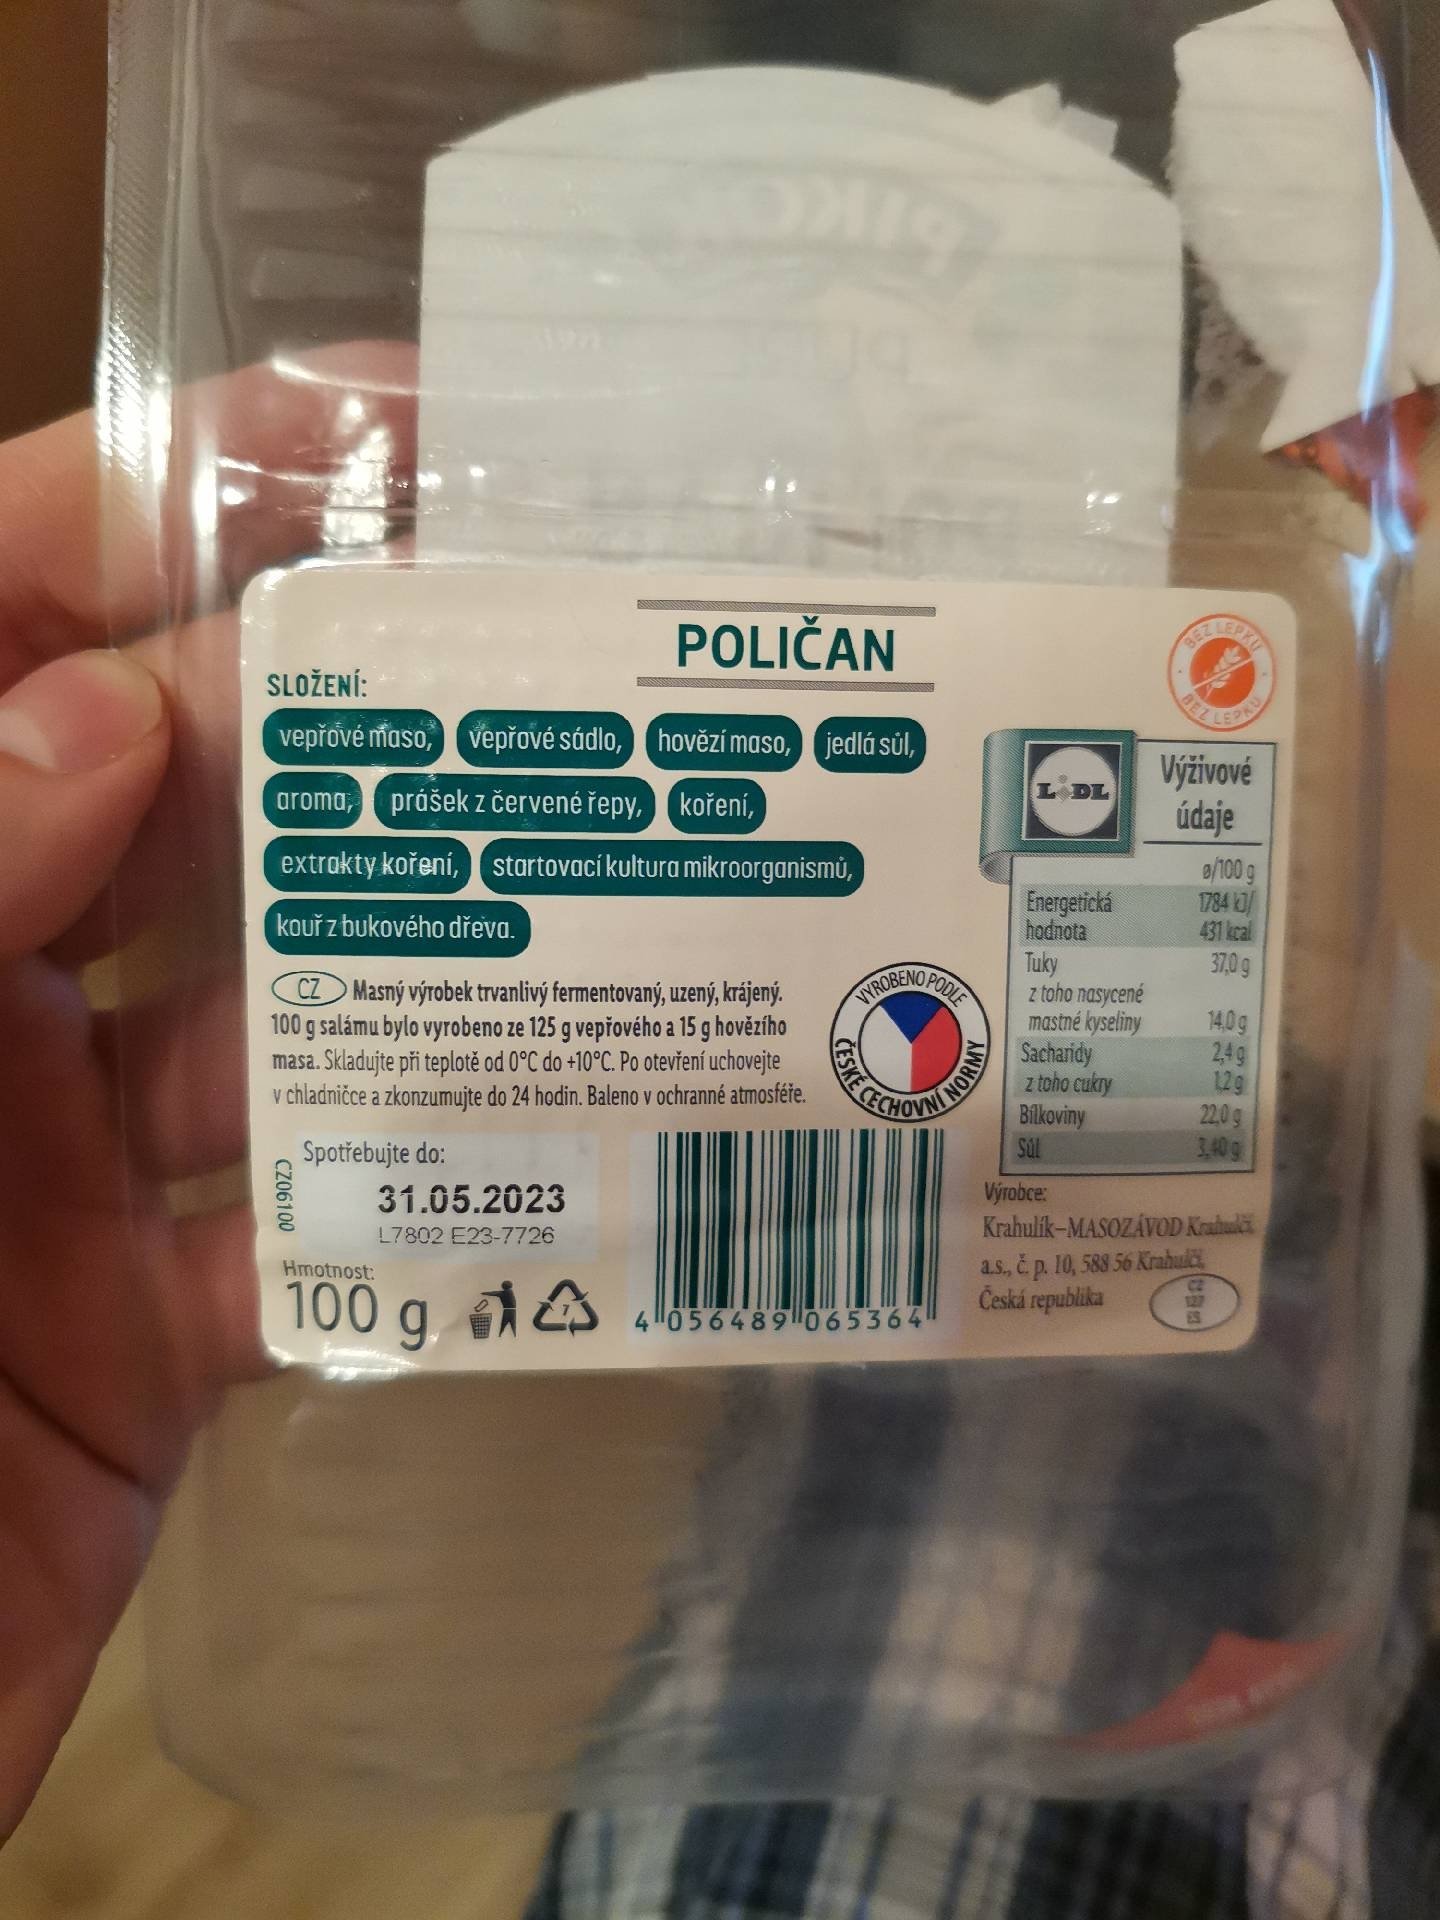 POLIČAN
BEZ LEPKU
BEZ LEPKU
SLOŽENÍ:
vepřové maso, vepřové sádlo, hovězí maso, jedlá sůl,
aroma, prášek z červené řepy, koření,
extrakty koření, startovací kultura mikroorganismů,
kouř z bukového dřeva.
CZ Masný výrobek trvanlivý fermentovaný, uzený, krájený.
100 g salámu bylo vyrobeno ze 125 g vepřového a 15 g hovězího
masa. Skladujte při teplotě od 0°C do +10°C. Po otevření uchovejte
v chladničce a zkonzumujte do 24 hodin. Baleno v ochranné atmosféře.
VYROBENO PODLE
ČESKÉ CECHOVNÍ NORMY
LIDL
Výživové
údaje
ø/100 g
Energetická 1784 kJ/
hodnota 431 kcal
Tuky 37,0 g
z toho nasycené
mastné kyseliny 14,0 g
Sacharidy 2,4 g
z toho cukry 1,2 g
Bílkoviny 22,0 g
Sůl 3,40 g
Spotřebujte do:
31.05.2023
L7802 E23-7726
CZ06100
Hmotnost:
100 g
7
4 056489 065364
Výrobce:
Krahulík–MASOZÁVOD Krahulčí,
a.s., č. p. 10, 588 56 Krahulčí,
Česká republika
CZ
127
ES